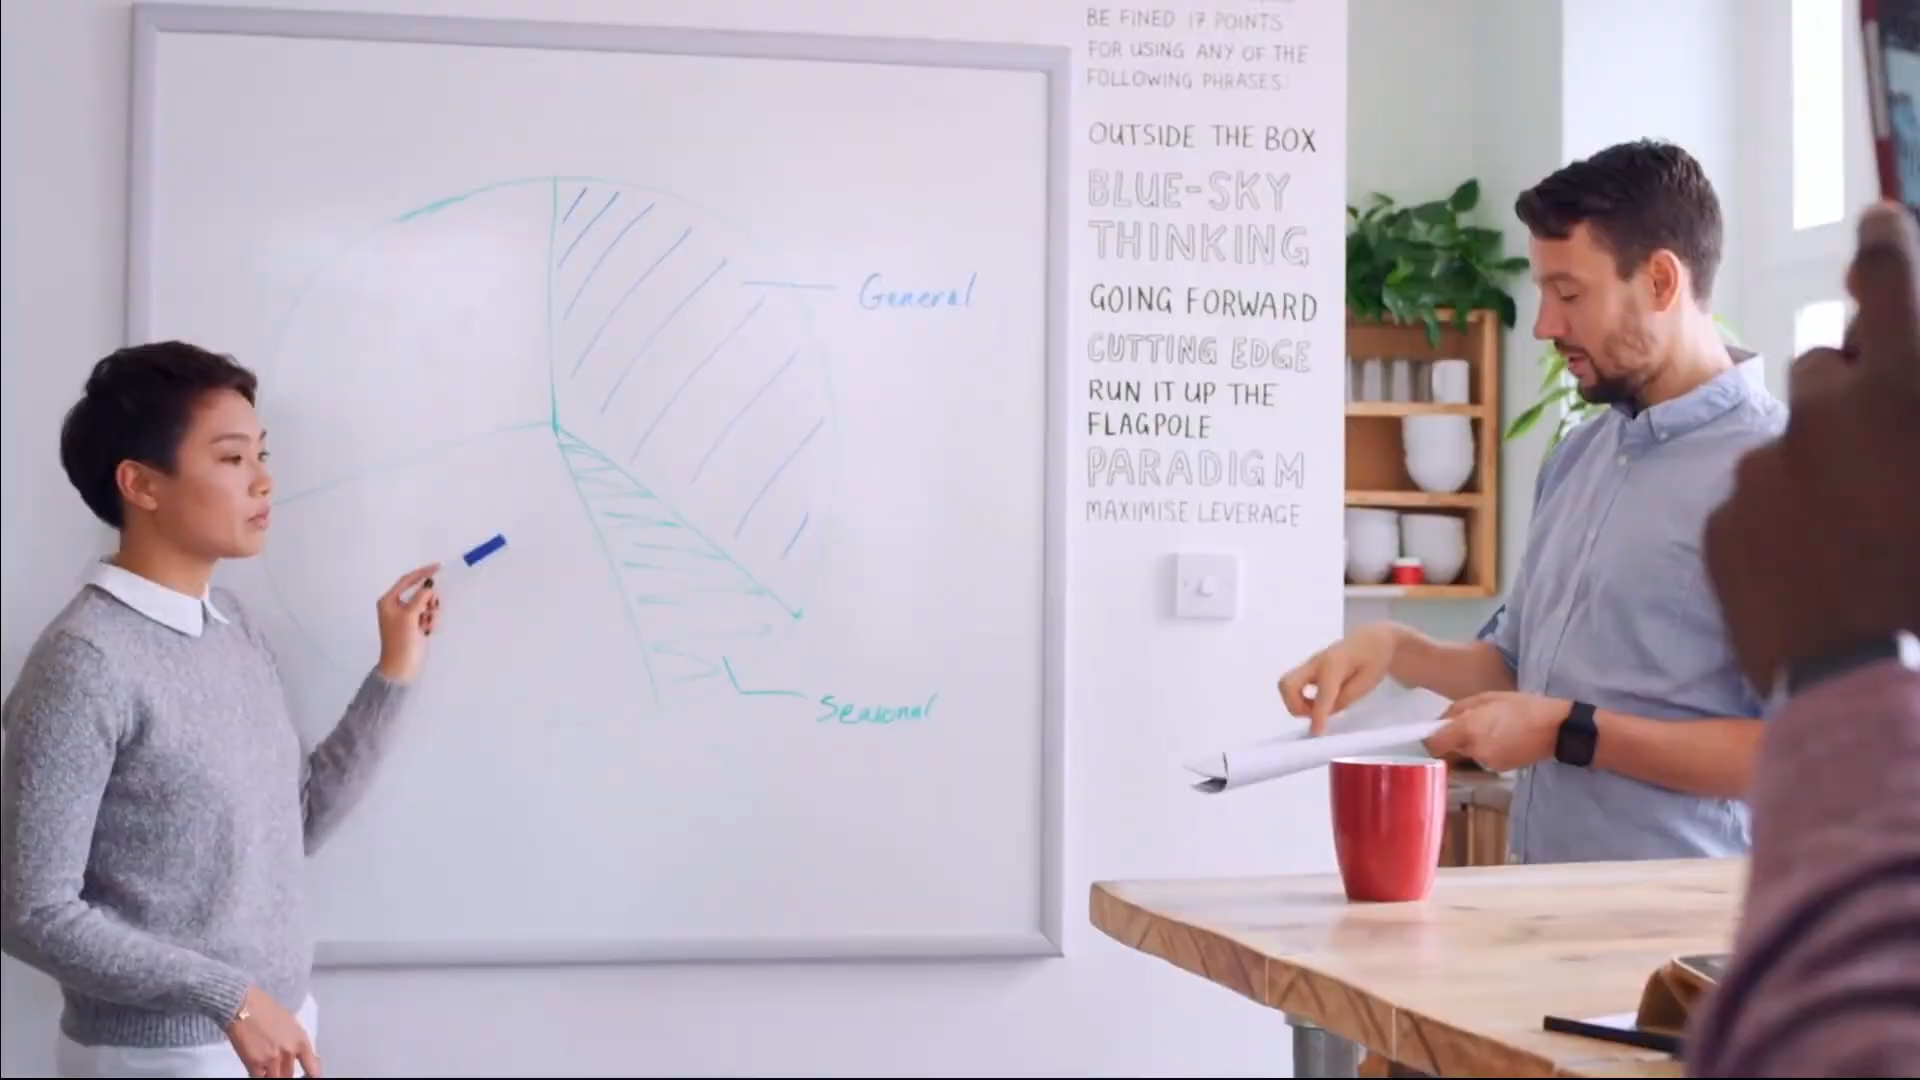 BE FINED 17 POINTS
FOR USING ANY OF THE
FOLLOWING PHRASES:
OUTSIDE THE BOX
BLUE-SKY
THINKING
GOING FORWARD
CUTTING EDGE
RUN IT UP THE
FLAGPOLE
PARADIGM
MAXIMISE LEVERAGE
General
Seasonal